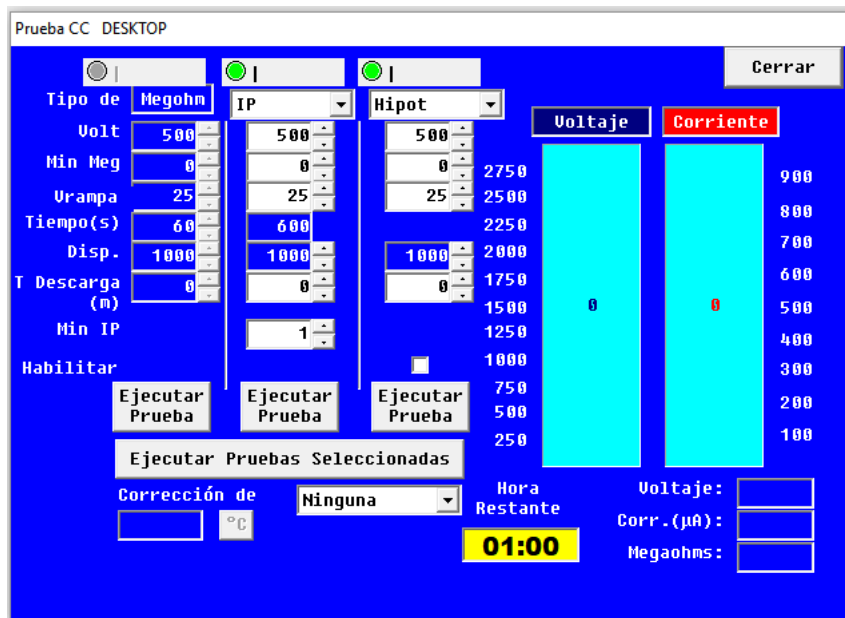 Prueba CC DESKTOP
Cerrar
Tipo de Megohm IP Hipot
Voltaje Corriente
Volt 500 500 500
Min Meg 0 0 0
Vrampa 25 25 25
Tiempo(s) 60 600
Disp. 1000 1000 1000
T Descarga 0 0 0
(m)
Min IP 1
Habilitar
Ejecutar Prueba
Ejecutar Prueba
Ejecutar Prueba
Ejecutar Pruebas Seleccionadas
Corrección de Ninguna
°C
2750
2500
2250
2000
1750
1500
1250
1000
750
500
250
0
0
900
800
700
600
500
400
300
200
100
Hora
Restante
01:00
Voltaje:
Corr.(µA):
Megaohms: